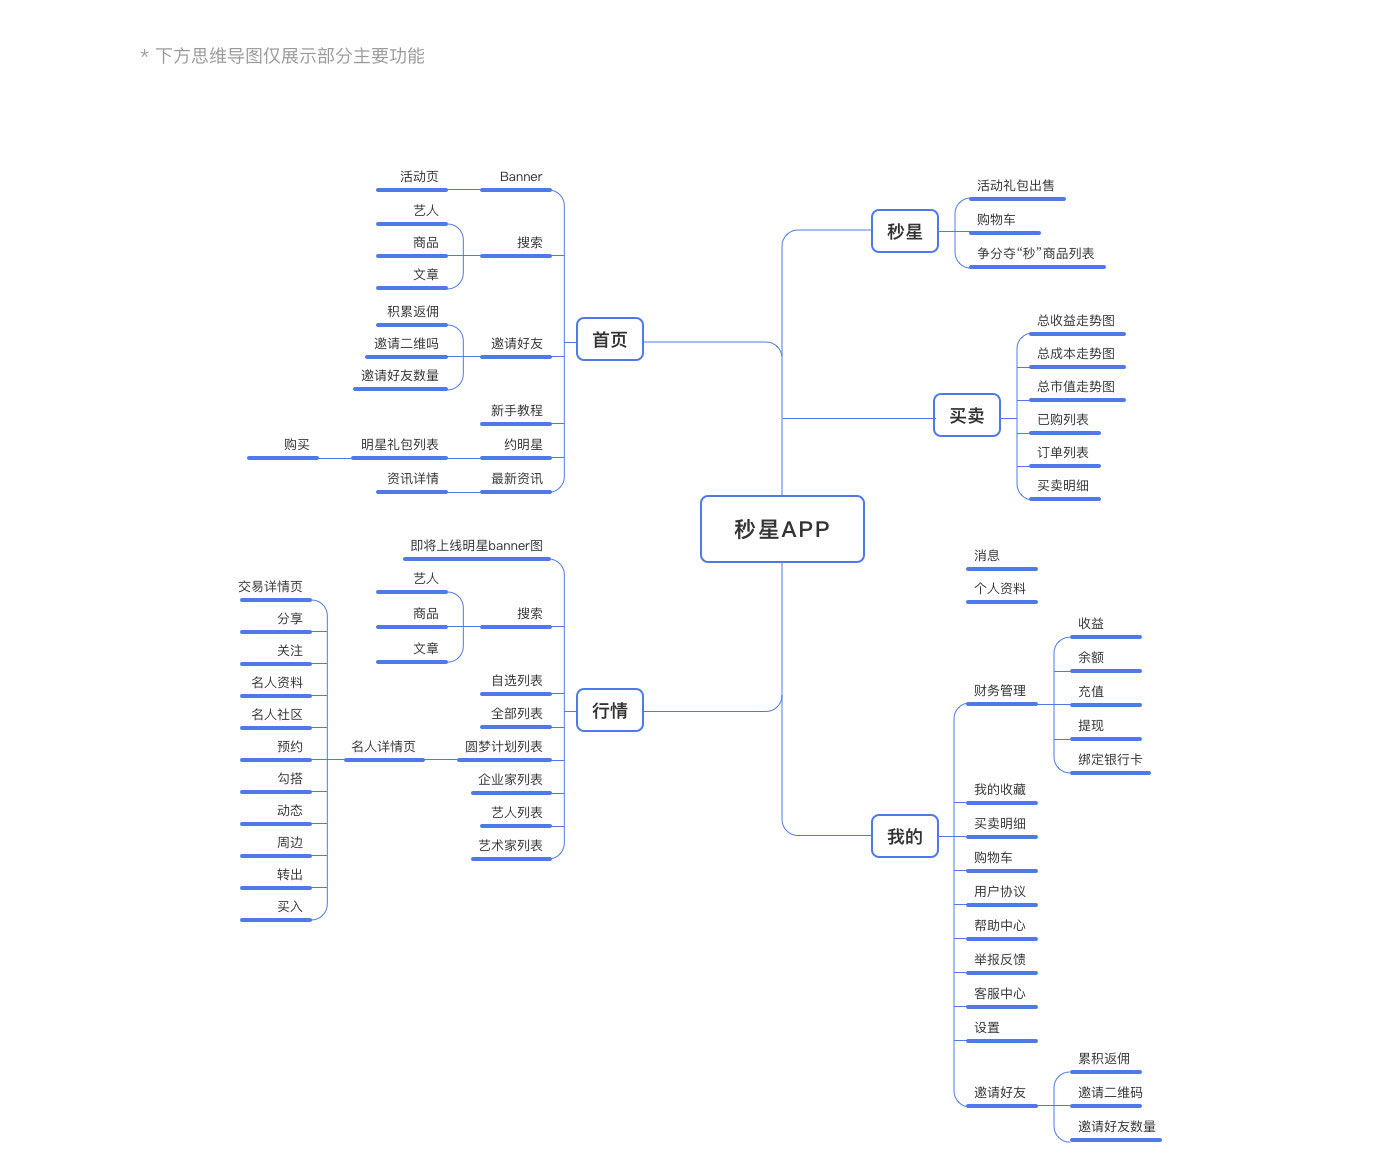 * 下方思维导图仅展示部分主要功能
秒星APP
首页
Banner
活动页
搜索
艺人
商品
文章
邀请好友
积累返佣
邀请二维吗
邀请好友数量
新手教程
约明星
明星礼包列表
购买
最新资讯
资讯详情
行情
即将上线明星banner图
搜索
艺人
商品
文章
自选列表
全部列表
圆梦计划列表
名人详情页
交易详情页
分享
关注
名人资料
名人社区
预约
勾搭
动态
周边
转出
买入
企业家列表
艺人列表
艺术家列表
秒星
活动礼包出售
购物车
争分夺“秒”商品列表
买卖
总收益走势图
总成本走势图
总市值走势图
已购列表
订单列表
买卖明细
我的
消息
个人资料
财务管理
收益
余额
充值
提现
绑定银行卡
我的收藏
买卖明细
购物车
用户协议
帮助中心
举报反馈
客服中心
设置
邀请好友
累积返佣
邀请二维码
邀请好友数量